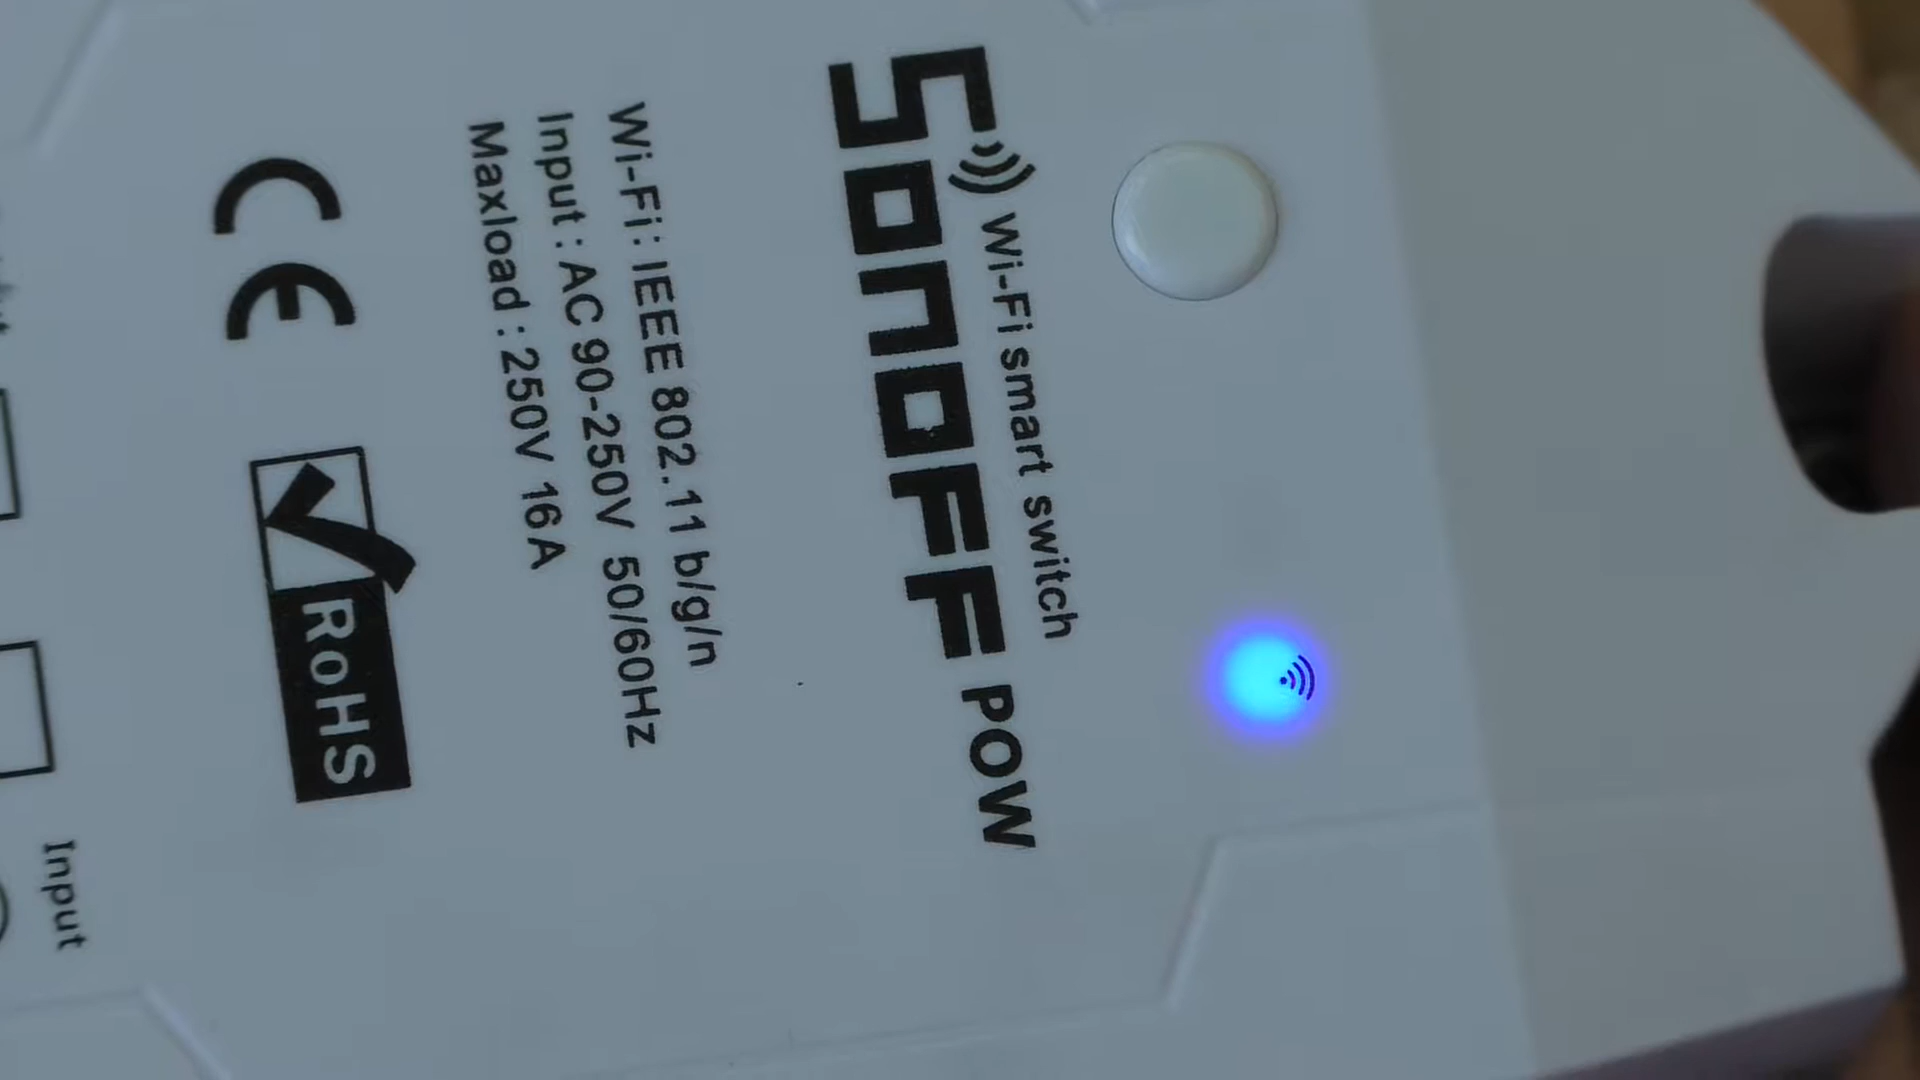 Wi-Fi smart switch
SONOFF POW
Wi-Fi : IEEE 802.11 b/g/n
Input : AC 90-250V 50/60Hz
Maxload : 250V 16A
CE
RoHS
Input